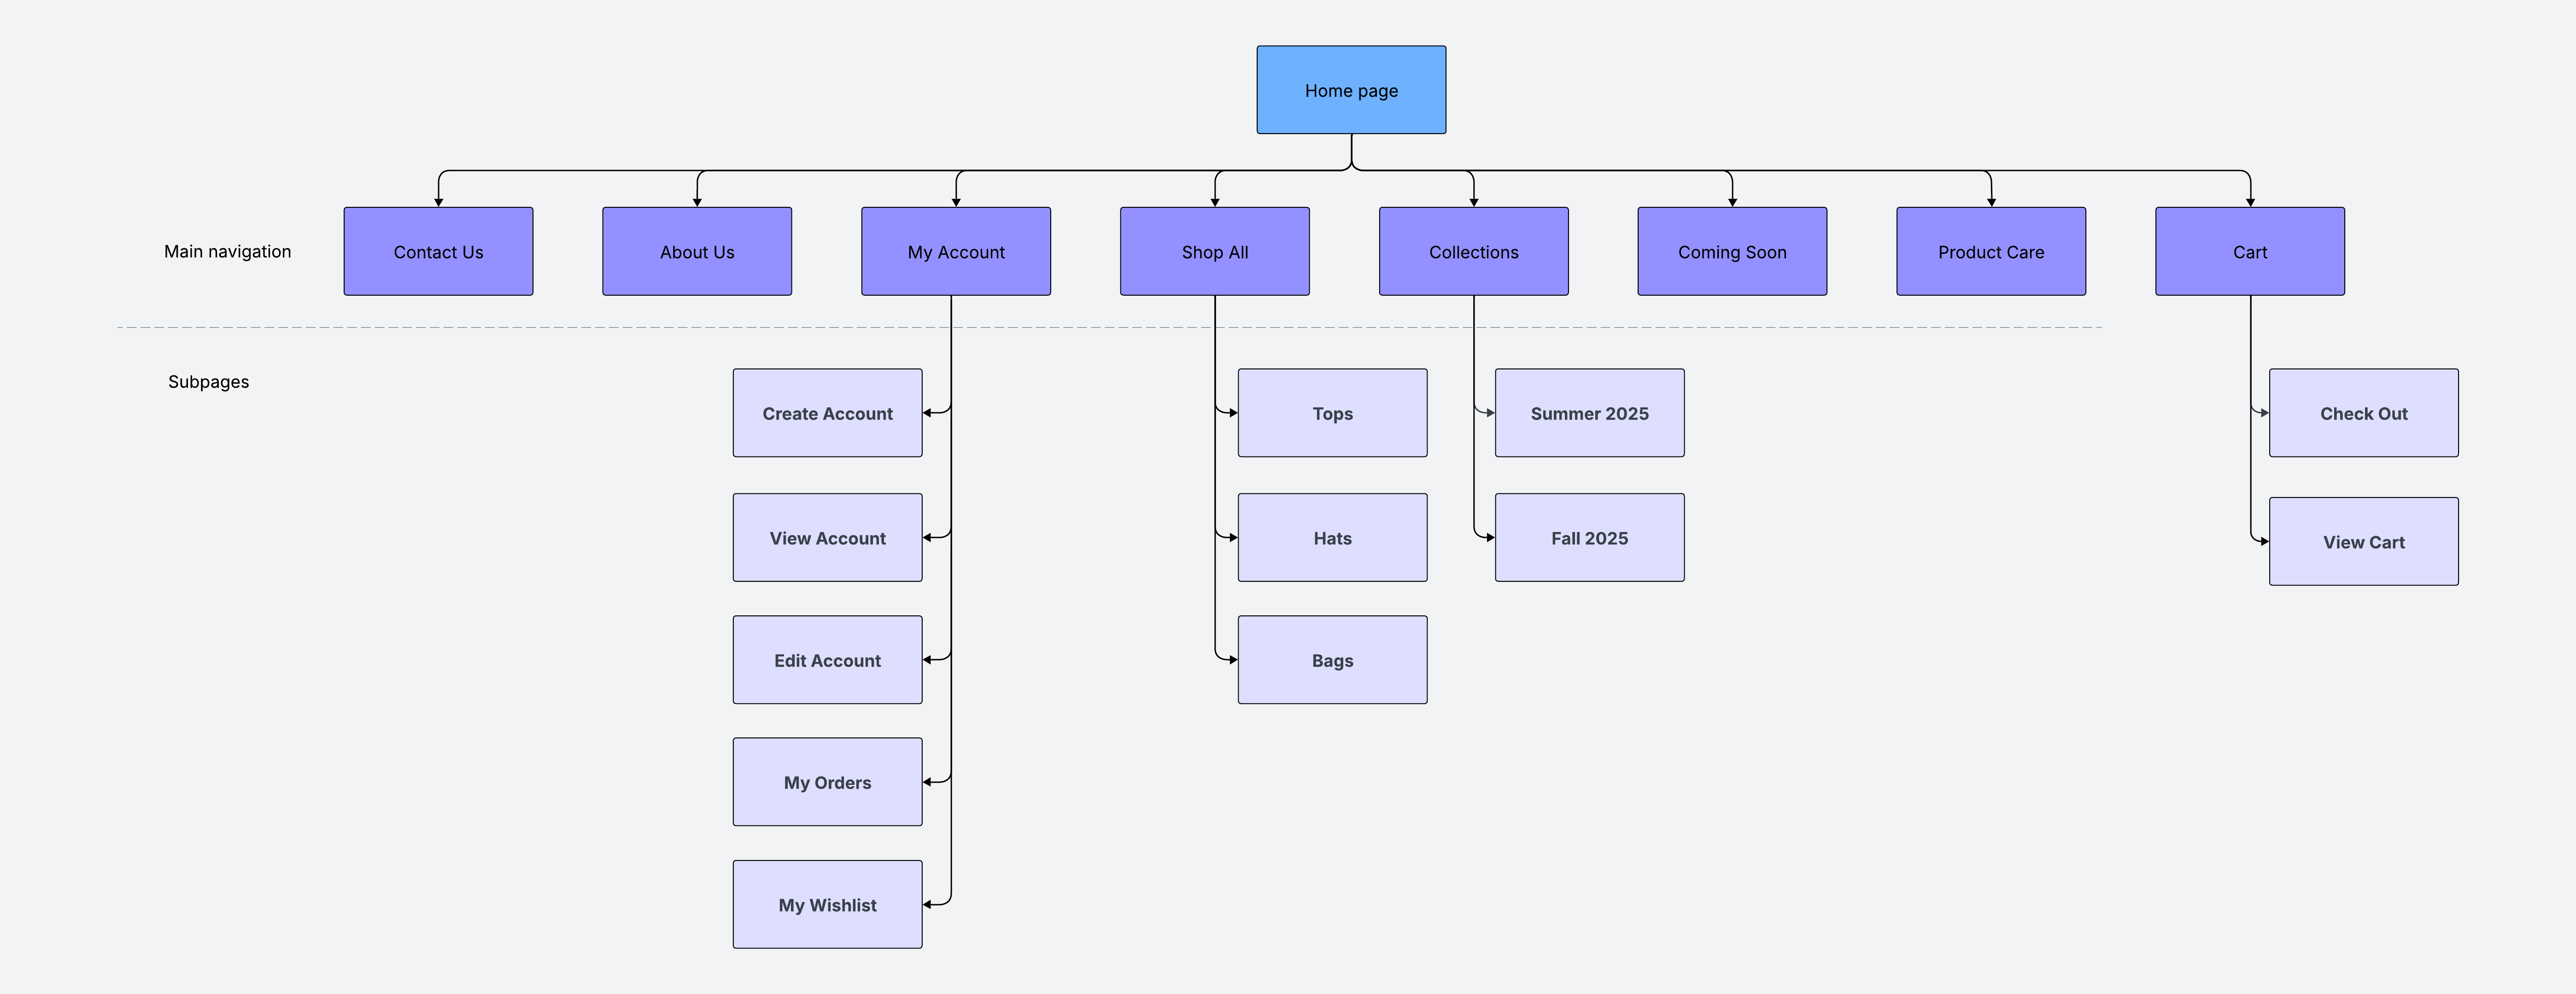 Home page
Main navigation
Contact Us
About Us
My Account
Shop All
Collections
Coming Soon
Product Care
Cart
Subpages
Create Account
Tops
Summer 2025
Check Out
View Account
Hats
Fall 2025
View Cart
Edit Account
Bags
My Orders
My Wishlist